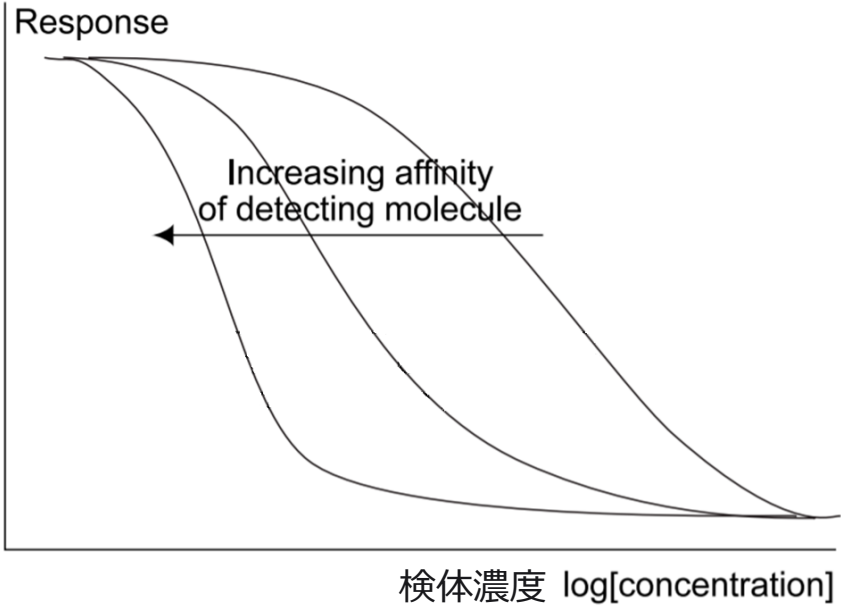 Response
Increasing affinity
of detecting molecule
検体濃度 log[concentration]